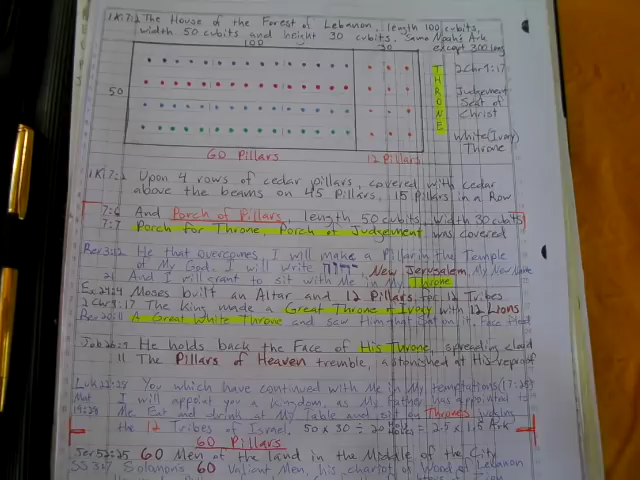 1K7:2 The House of the Forest of Lebanon, length 100 cubits,
width 50 cubits and height 30 cubits. Same Noah's Ark
except 300 long
100 30
50
THRONE
2Chr9:17
Judgement
Seat of
Christ
White(Ivory)
Throne
60 Pillars 12 Pillars
1K7:2 Upon 4 rows of cedar pillars, covered with cedar
above the beams on 45 Pillars, 15 Pillars in a Row
7:6 And Porch of Pillars, length 50 cubits, width 30 cubits
7:7 Porch for Throne, Porch of Judgement was covered
Rev3:12 He that overcomes, I will make a Pillar in the Temple
of My God. I will write יהוה, New Jerusalem, My New Name
21 And I will grant to sit with Me in My Throne
Ex24:4 Moses built an Altar and 12 Pillars for 12 Tribes
2Chr9:17 The King made a Great Throne of Ivory with 12 Lions
Rev20:11 A Great White Throne and saw Him that sat on it, Face fled
Job26:9 He holds back the Face of His Throne, spreading cloud
11 The Pillars of Heaven tremble, astonished at His reproof
Luk22:28 You which have continued with Me in My temptations
Mat 19:28 I will appoint you a Kingdom, as My Father has appointed to
Me. Eat and drink at My Table and sit on Thrones judging
the 12 Tribes of Israel. 50 x 30 ÷ 20 = 2.5 x 1.5 Ark
60 Pillars
Jer52:25 60 Men of the land in the Middle of the City
SS3:7 Solomon's 60 Valiant Men, his chariot of Wood of Lebanon